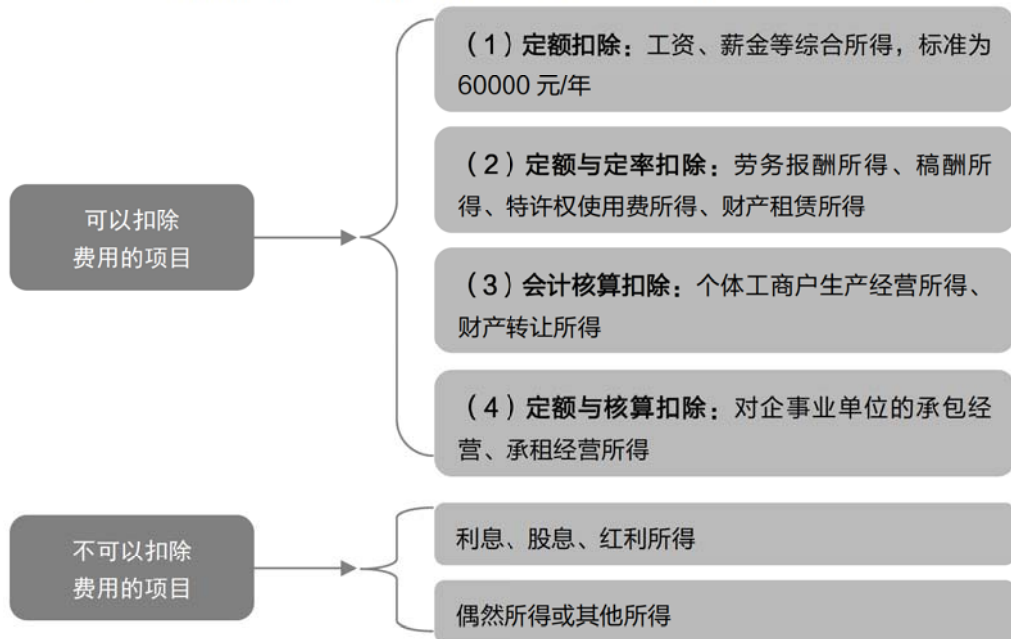 可以扣除
费用的项目
（1）定额扣除：工资、薪金等综合所得，标准为
60000 元/年
（2）定额与定率扣除：劳务报酬所得、稿酬所
得、特许权使用费所得、财产租赁所得
（3）会计核算扣除：个体工商户生产经营所得、
财产转让所得
（4）定额与核算扣除：对企事业单位的承包经
营、承租经营所得
不可以扣除
费用的项目
利息、股息、红利所得
偶然所得或其他所得